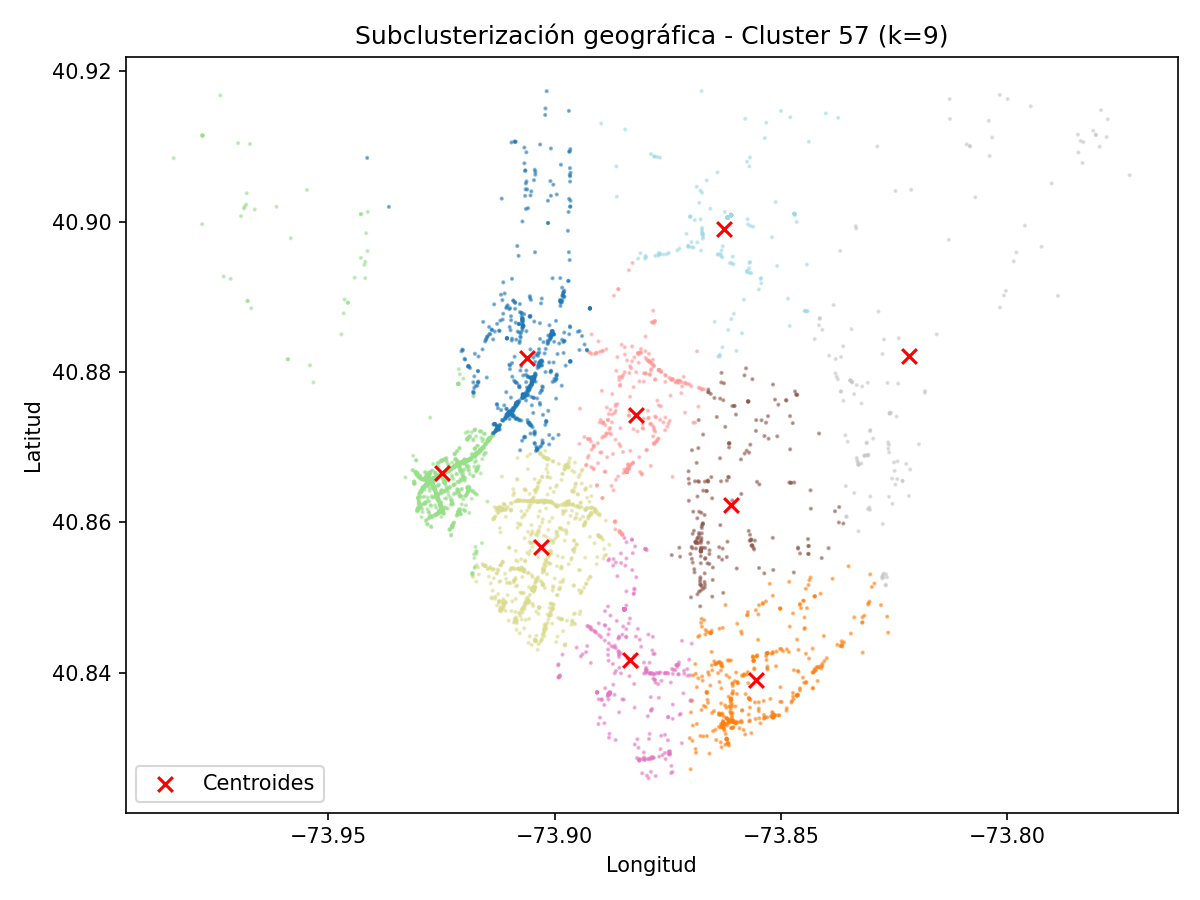 Subclusterización geográfica - Cluster 57 (k=9)
40.92
40.90
40.88
40.86
40.84
Latitud
Centroides
−73.95
−73.90
−73.85
−73.80
Longitud